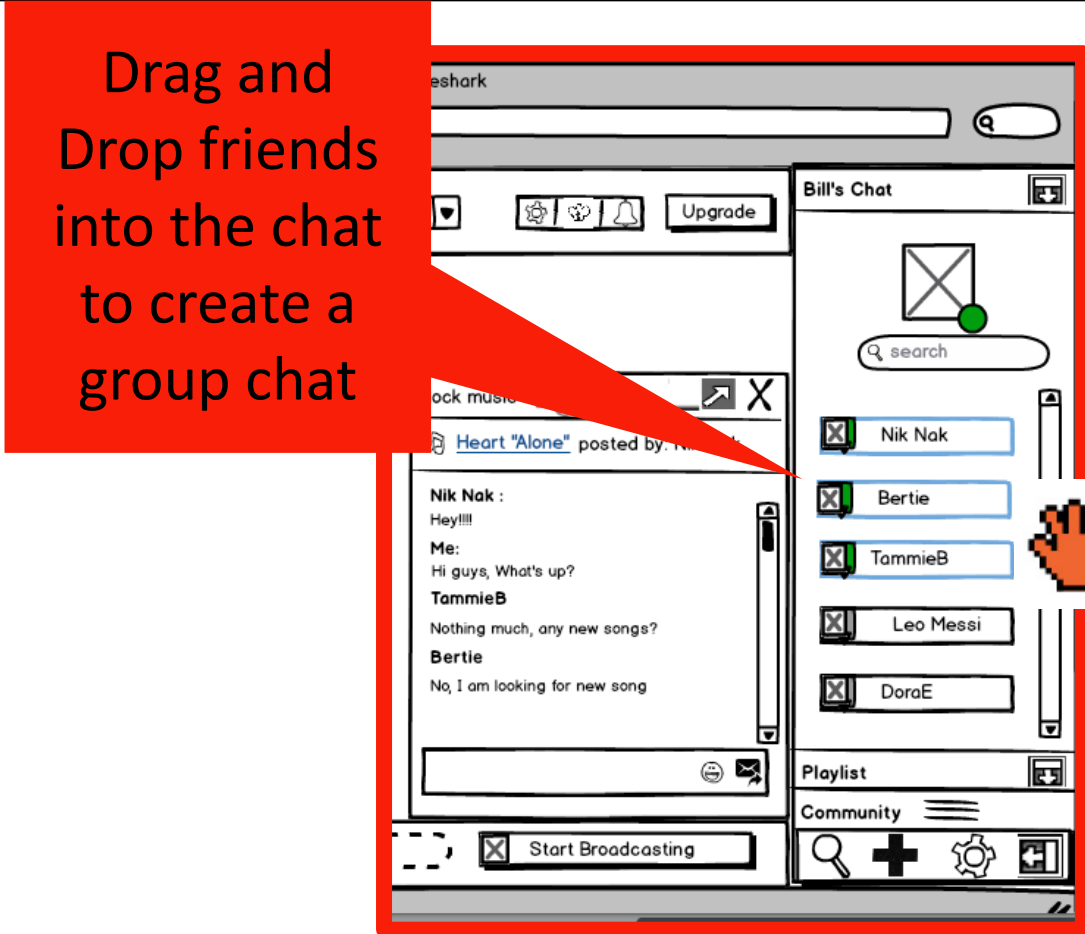 Drag and
Drop friends
into the chat
to create a
group chat
eshark
Upgrade
Bill's Chat
search
ock music
Heart "Alone" posted by:
Nik Nak :
Hey!!!!
Me:
Hi guys, What's up?
TammieB
Nothing much, any new songs?
Bertie
No, I am looking for new song
Nik Nak
Bertie
TammieB
Leo Messi
DoraE
Playlist
Community
Start Broadcasting